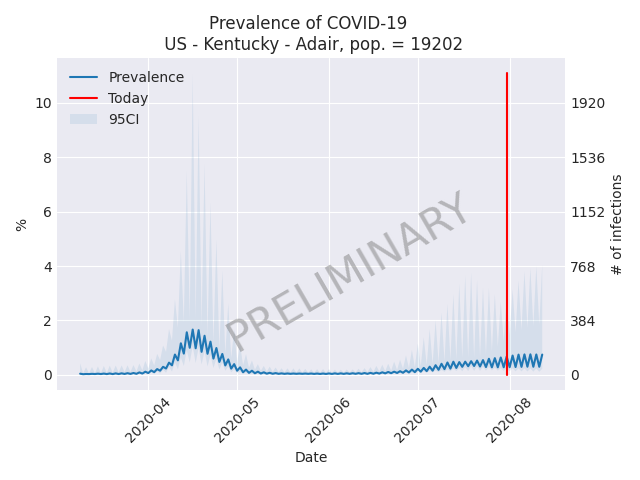 Prevalence of COVID-19
US - Kentucky - Adair, pop. = 19202
Prevalence
Today
95CI
10
8
6
4
2
0
%
1920
1536
1152
768
384
0
# of infections
PRELIMINARY
2020-04
2020-05
2020-06
2020-07
2020-08
Date